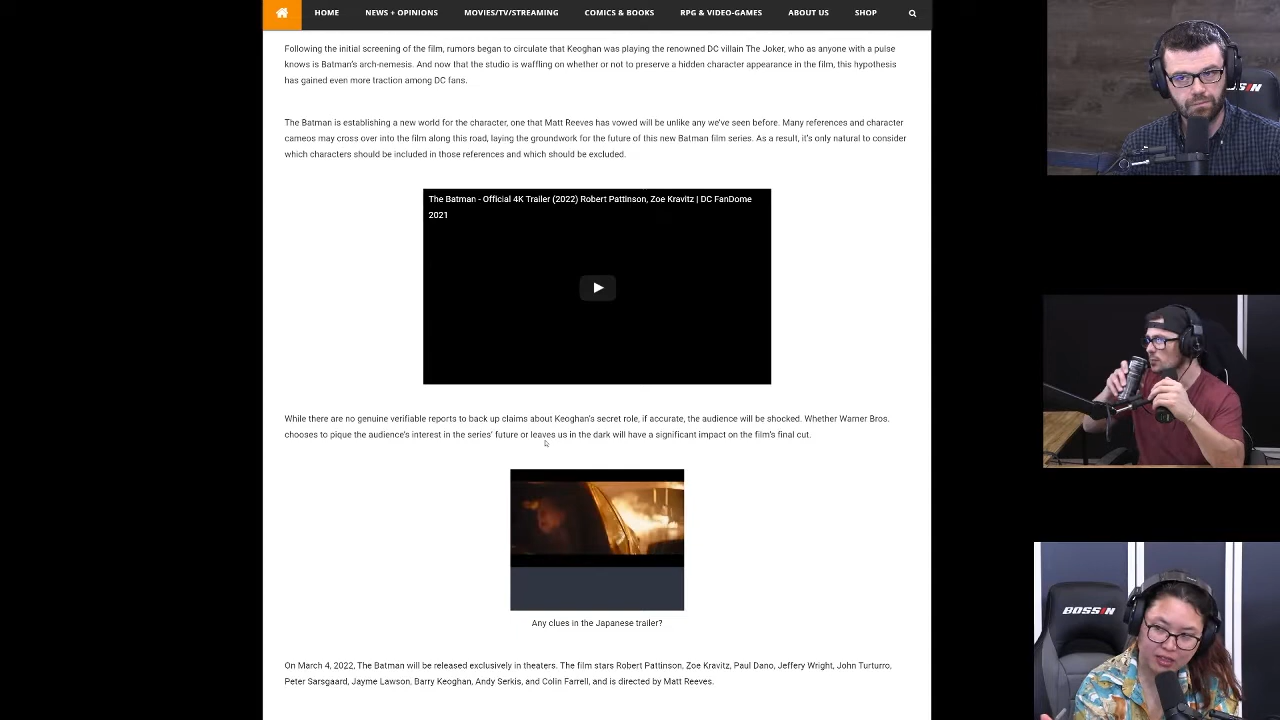 HOME NEWS + OPINIONS MOVIES/TV/STREAMING COMICS & BOOKS RPG & VIDEO-GAMES ABOUT US SHOP
Following the initial screening of the film, rumors began to circulate that Keoghan was playing the renowned DC villain The Joker, who as anyone with a pulse
knows is Batman's arch-nemesis. And now that the studio is waffling on whether or not to preserve a hidden character appearance in the film, this hypothesis
has gained even more traction among DC fans.
The Batman is establishing a new world for the character, one that Matt Reeves has vowed will be unlike any we've seen before. Many references and character
cameos may cross over into the film along this road, laying the groundwork for the future of this new Batman film series. As a result, it's only natural to consider
which characters should be included in those references and which should be excluded.
The Batman - Official 4K Trailer (2022) Robert Pattinson, Zoe Kravitz | DC FanDome
2021
While there are no genuine verifiable reports to back up claims about Keoghan's secret role, if accurate, the audience will be shocked. Whether Warner Bros.
chooses to pique the audience's interest in the series' future or leaves us in the dark will have a significant impact on the film's final cut.
Any clues in the Japanese trailer?
On March 4, 2022, The Batman will be released exclusively in theaters. The film stars Robert Pattinson, Zoe Kravitz, Paul Dano, Jeffery Wright, John Turturro,
Peter Sarsgaard, Jayme Lawson, Barry Keoghan, Andy Serkis, and Colin Farrell, and is directed by Matt Reeves.
BOSSIN